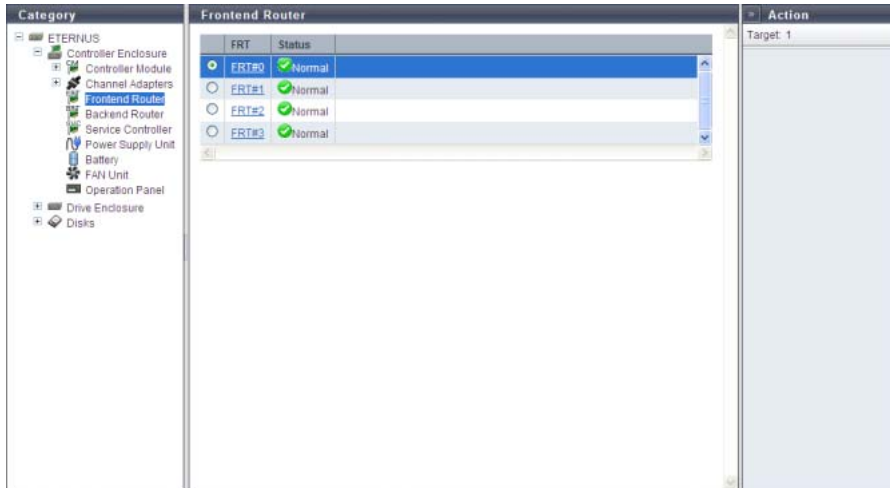 Category
ETERNUS
Controller Enclosure
Controller Module
Channel Adapters
Frontend Router
Backend Router
Service Controller
Power Supply Unit
Battery
FAN Unit
Operation Panel
Drive Enclosure
Disks
Frontend Router
FRT Status
FRT#0 Normal
FRT#1 Normal
FRT#2 Normal
FRT#3 Normal
» Action
Target: 1